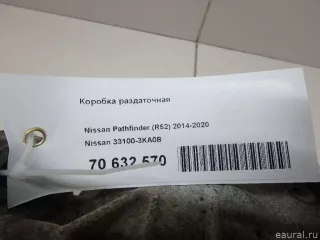 Коробка раздаточная
Nissan Pathfinder (R52) 2014-2020
Nissan 33100-3KA0B
70 632 570
eaural.ru